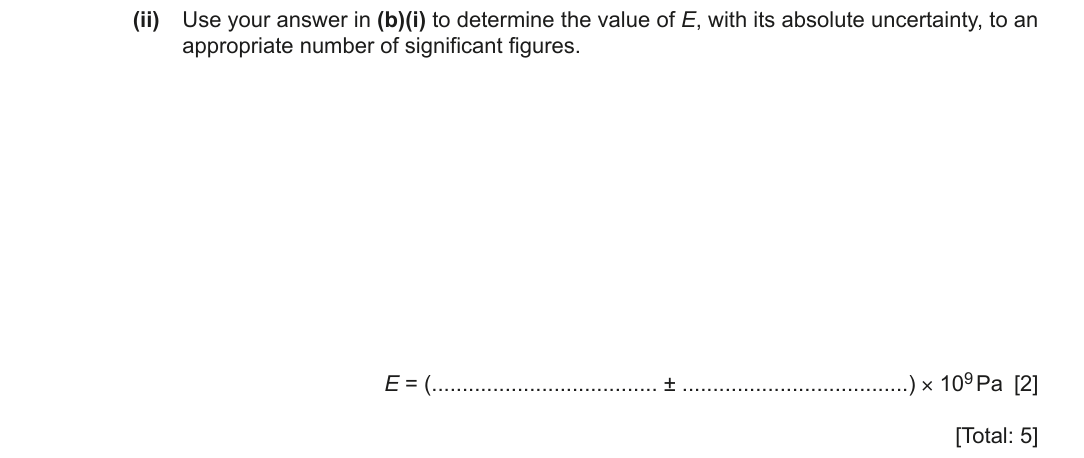 (ii) Use your answer in (b)(i) to determine the value of E, with its absolute uncertainty, to an
appropriate number of significant figures.
E = (..................................... ± .....................................) × 10⁹ Pa [2]
[Total: 5]